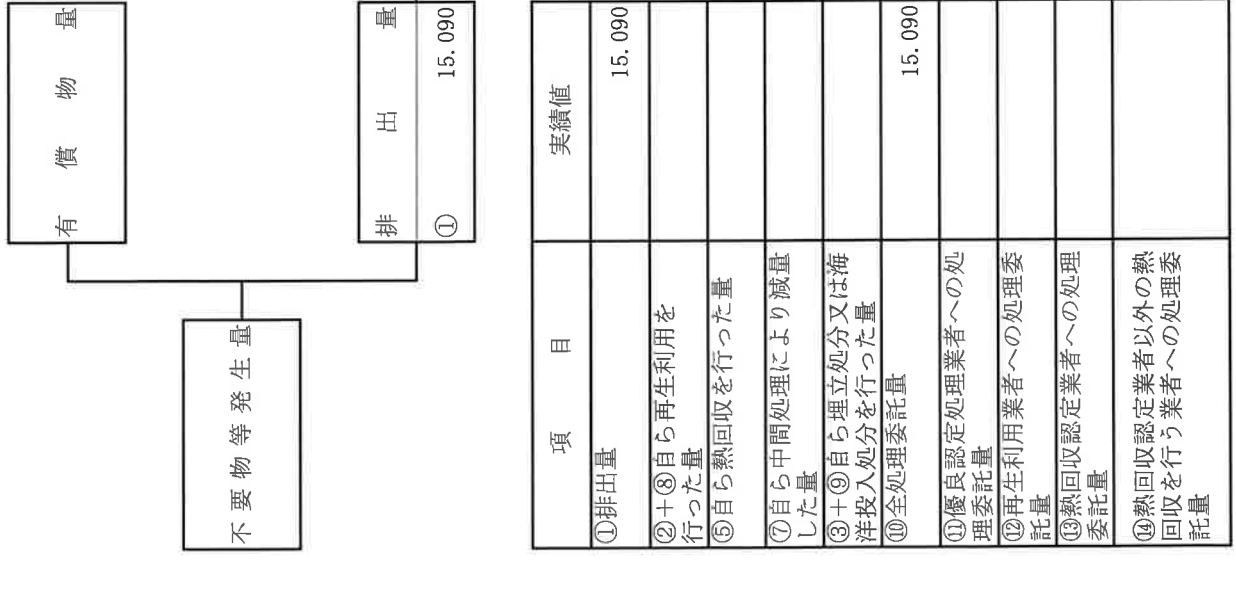 不要物等発生量
有償物量
排出量
① 15.090
項目 実績値
①排出量 15.090
②＋⑧自ら再生利用を
行った量
⑤自ら熱回収を行った量
⑦自ら中間処理により減量
した量
③＋⑨自ら埋立処分又は海
洋投入処分を行った量
⑩全処理委託量 15.090
⑪優良認定処理業者への処
理委託量
⑫再生利用業者への処理委
託量
⑬熱回収認定業者への処理
委託量
⑭熱回収認定業者以外の熱
回収を行う業者への処理委
託量